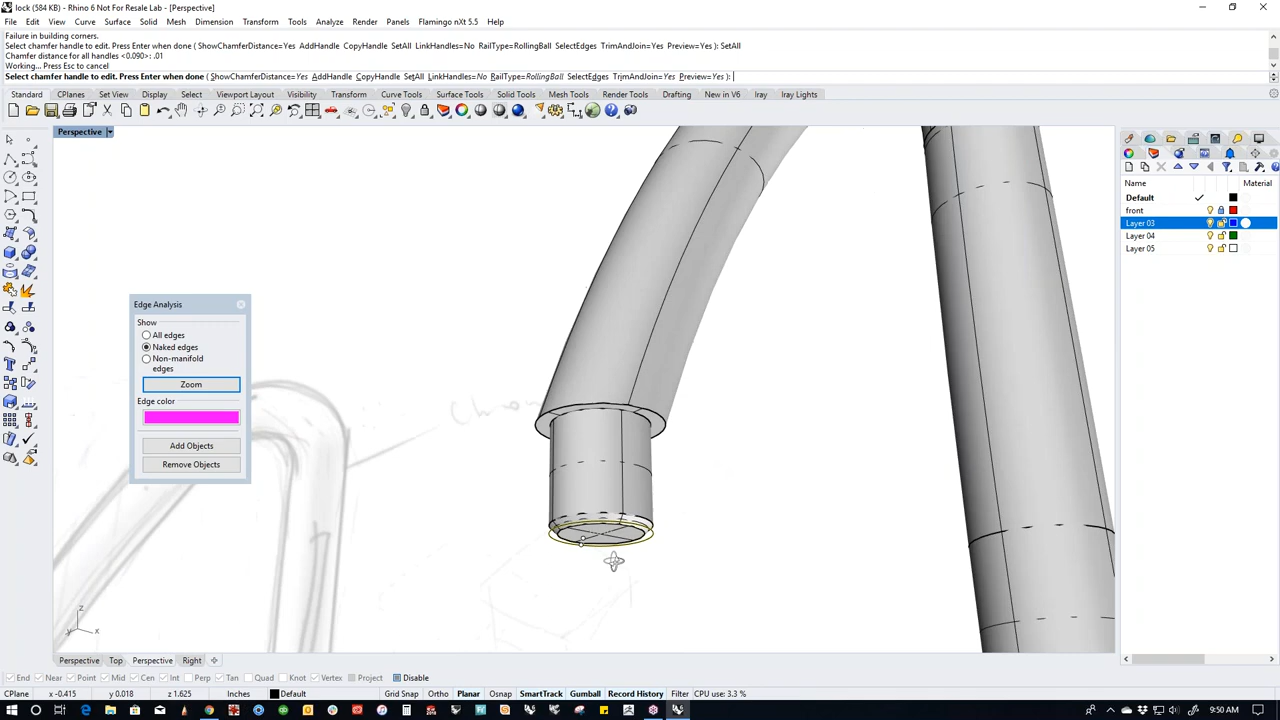 lock (584 KB) - Rhino 6 Not For Resale Lab - [Perspective]
File Edit View Curve Surface Solid Mesh Dimension Transform Tools Analyze Render Panels Flamingo nXt 5.5 Help
Failure in building corners.
Select chamfer handle to edit. Press Enter when done ( ShowChamferDistance=Yes AddHandle CopyHandle SetAll LinkHandles=No RailType=RollingBall SelectEdges TrimAndJoin=Yes Preview=Yes ): SetAll
Chamfer distance for all handles <0.090>: .01
Working... Press Esc to cancel
Select chamfer handle to edit. Press Enter when done ( ShowChamferDistance=Yes AddHandle CopyHandle SetAll LinkHandles=No RailType=RollingBall SelectEdges TrimAndJoin=Yes Preview=Yes ):
Standard CPlanes Set View Display Select Viewport Layout Visibility Transform Curve Tools Surface Tools Solid Tools Mesh Tools Render Tools Drafting New in V6 Iray Iray Lights
Perspective
Name Material
Default
front
Layer 03
Layer 04
Layer 05
Edge Analysis
Show
All edges
Naked edges
Non-manifold
edges
Zoom
Edge color
Add Objects
Remove Objects
z
y x
Perspective Top Perspective Right
End Near Point Mid Cen Int Perp Tan Quad Knot Vertex Project Disable
CPlane x -0.415 y 0.018 z 1.625 Inches Default Grid Snap Ortho Planar Osnap SmartTrack Gumball Record History Filter CPU use: 3.3 %
9:50 AM